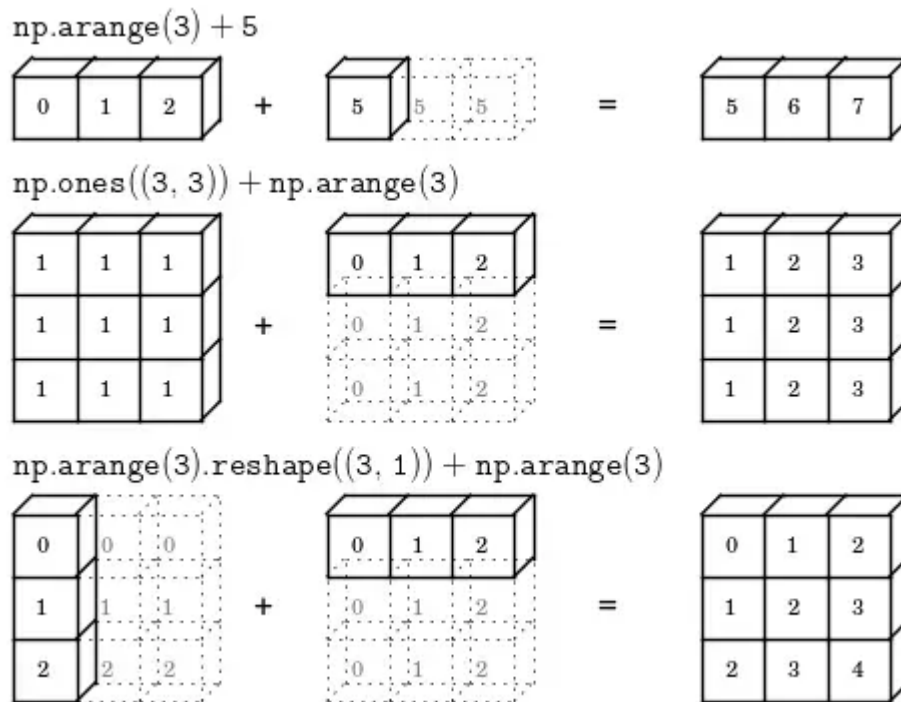 np.arange(3) + 5
0 1 2 + 5 5 5 = 5 6 7
np.ones((3, 3)) + np.arange(3)
1 1 1 0 1 2 1 2 3
1 1 1 + 0 1 2 = 1 2 3
1 1 1 0 1 2 1 2 3
np.arange(3).reshape((3, 1)) + np.arange(3)
0 0 0 0 1 2 0 1 2
1 1 1 + 0 1 2 = 1 2 3
2 2 2 0 1 2 2 3 4